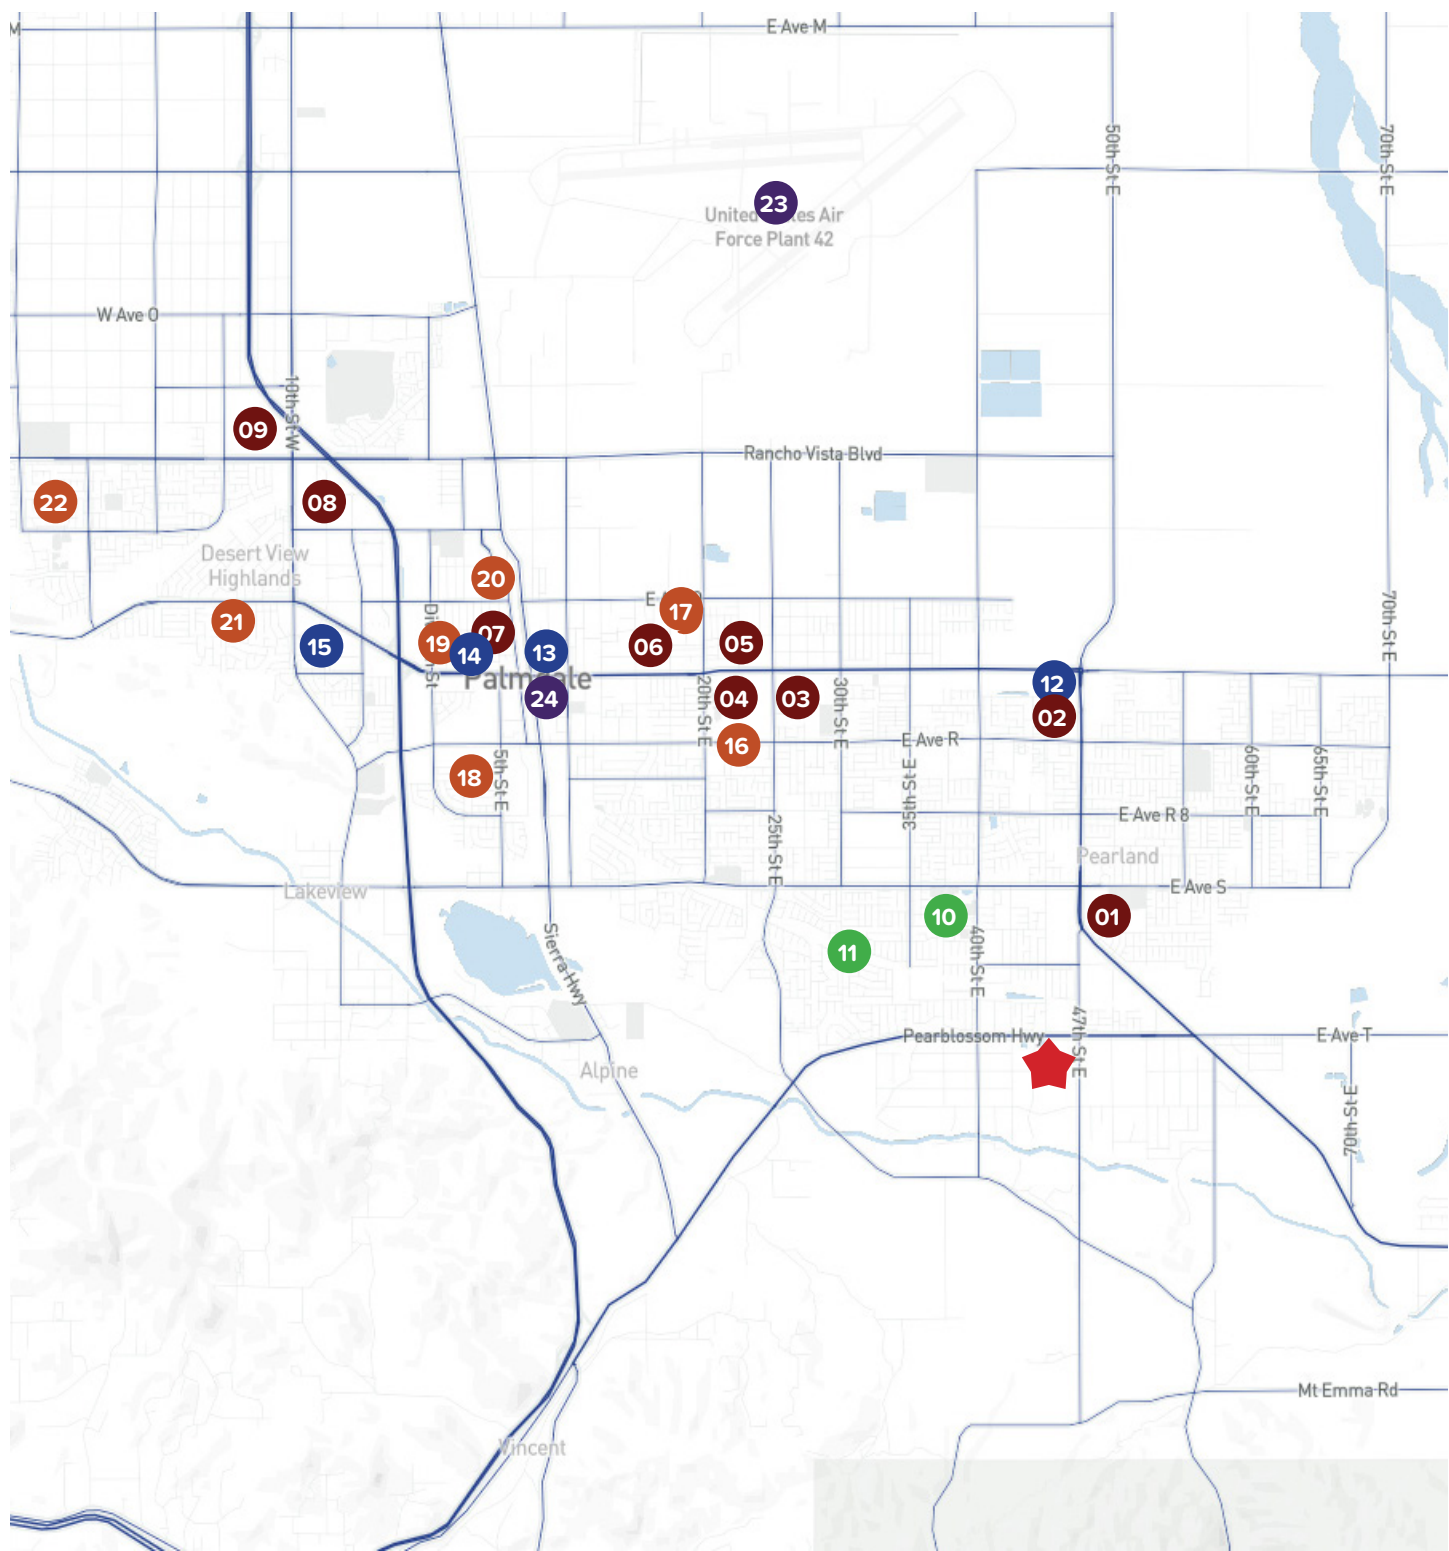 M
E Ave M
50th St E
70th St E
23
United
es Air
Force Plant 42
W Ave O
10th St W
09
Rancho Vista Blvd
22
08
Desert View
Highlands
20
E
17
21
15
19
14
07
13
06
05
70th St E
Palmdale
24
04
03
12
02
20th St E
30th St E
16
E Ave R
18
5th St E
35th St E
60th St E
65th St E
E Ave R 8
25th St E
Pearland
Lakeview
E Ave S
10
01
11
Sierra Hwy
40th St E
47th St E
Pearblossom Hwy
E Ave T
Alpine
70th St E
Mt Emma Rd
Vincent